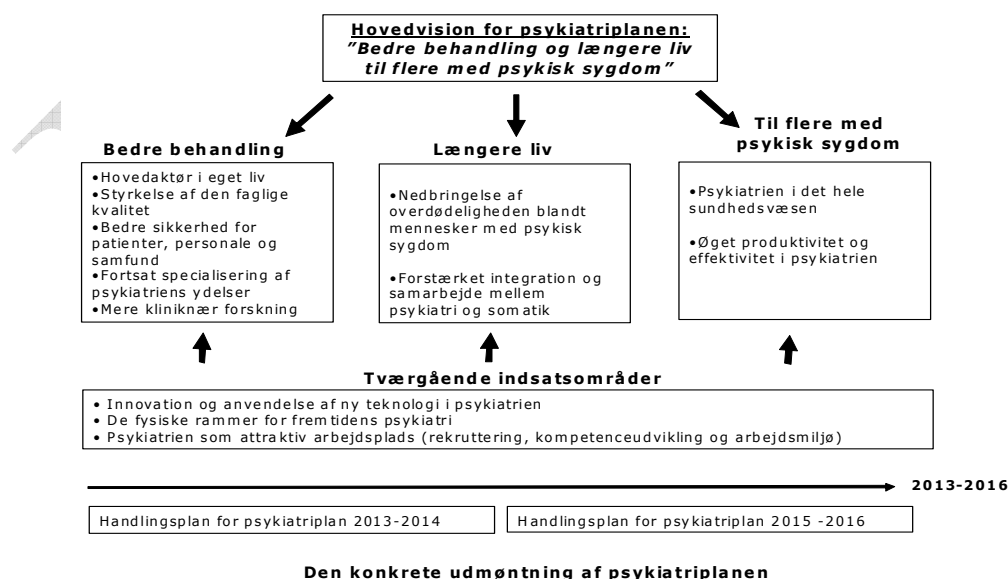 Hovedvision for psykiatriplanen:
"Bedre behandling og længere liv
til flere med psykisk sygdom"
Bedre behandling
•Hovedaktør i eget liv
•Styrkelse af den faglige
kvalitet
•Bedre sikkerhed for
patienter, personale og
samfund
•Fortsat specialisering af
psykiatriens ydelser
•Mere kliniknær forskning
Længere liv
•Nedbringelse af
overdødeligheden blandt
mennesker med psykisk
sygdom
•Forstærket integration og
samarbejde mellem
psykiatri og somatik
Til flere med
psykisk sygdom
•Psykiatrien i det hele
sundhedsvæsen
•Øget produktivitet og
effektivitet i psykiatrien
Tværgående indsatsområder
• Innovation og anvendelse af ny teknologi i psykiatrien
• De fysiske rammer for fremtidens psykiatri
• Psykiatrien som attraktiv arbejdsplads (rekruttering, kompetenceudvikling og arbejdsmiljø)
2013-2016
Handlingsplan for psykiatriplan 2013-2014
Handlingsplan for psykiatriplan 2015 -2016
Den konkrete udmøntning af psykiatriplanen